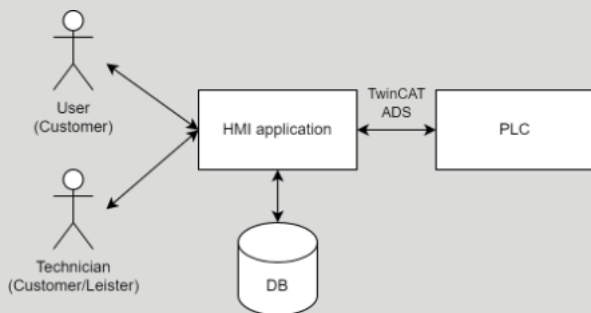 User
(Customer)
HMI application
TwinCAT
ADS
PLC
Technician
(Customer/Leister)
DB